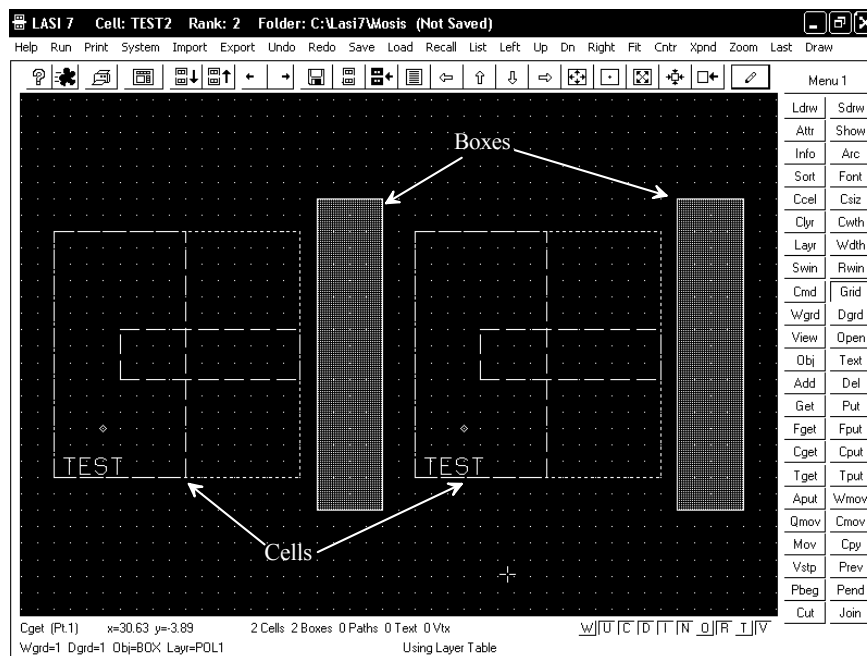 LASI 7 Cell: TEST2 Rank: 2 Folder: C:\Lasi7\Mosis (Not Saved)
Help Run Print System Import Export Undo Redo Save Load Recall List Left Up Dn Right Fit Cntr Xpnd Zoom Last Draw
Menu 1
Ldrw Sdrw
Attr Show
Info Arc
Sort Font
Ccel Csiz
Clyr Cwth
Layr Wdth
Swin Rwin
Cmd Grid
Wgrd Dgrd
View Open
Obj Text
Add Del
Get Put
Fget Fput
Cget Cput
Tget Tput
Aput Wmov
Qmov Cmov
Mov Cpy
Vstp Prev
Pbeg Pend
Cut Join
Boxes
TEST TEST
Cells
Cget (Pt.1) x=30.63 y=-3.89 2 Cells 2 Boxes 0 Paths 0 Text 0 Vtx W U C D I N O R T V
Wgrd=1 Dgrd=1 Obj=BOX Layr=POL1 Using Layer Table